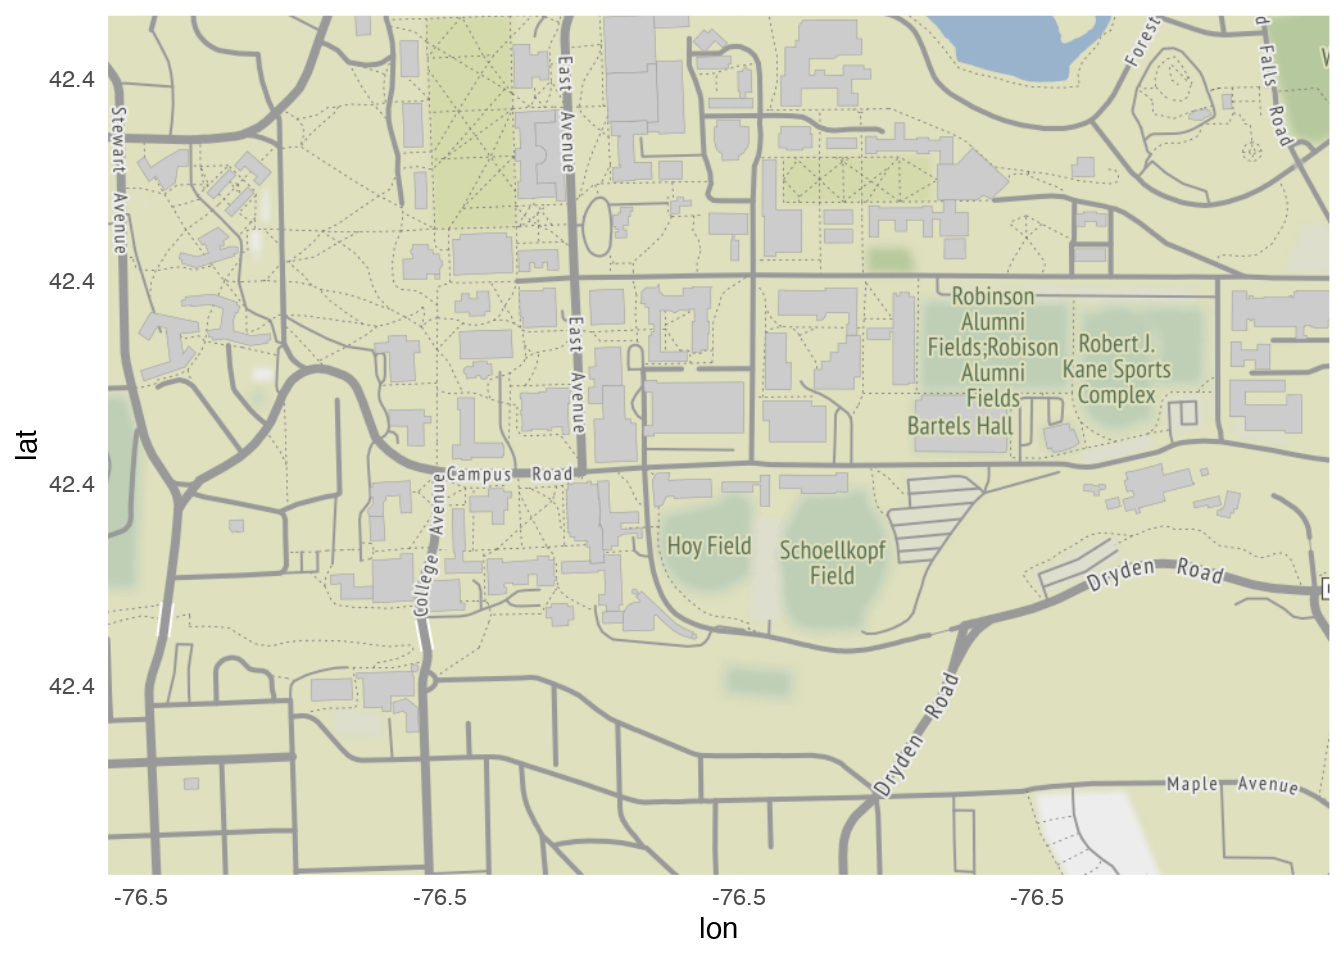 42.4
42.4
42.4
42.4
lat
-76.5
-76.5
-76.5
-76.5
lon
Stewart Avenue
East Avenue
East Avenue
Forest
Falls Road
Robinson
Alumni
Fields;Robison
Alumni
Fields
Robert J.
Kane Sports
Complex
Bartels Hall
Campus Road
College Avenue
Hoy Field
Schoellkopf
Field
Dryden Road
Dryden Road
Maple Avenue